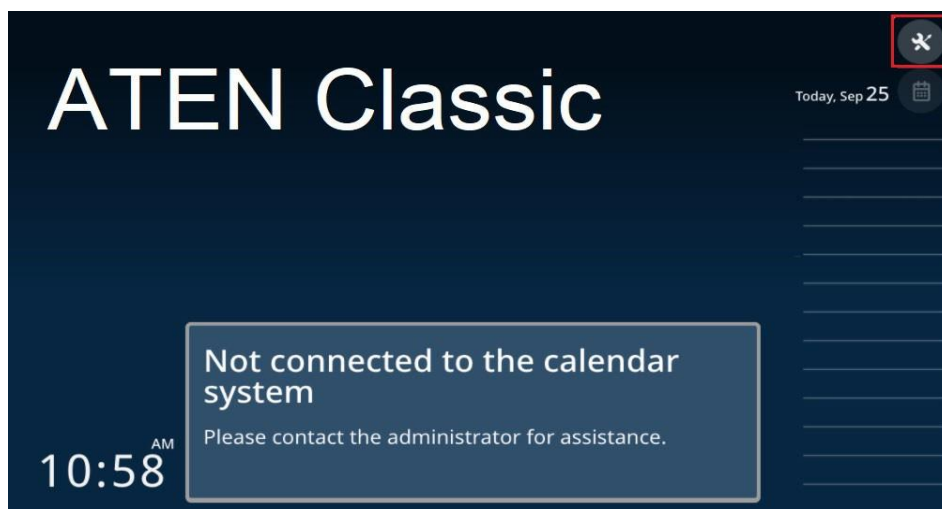 ATEN Classic
Today, Sep 25
Not connected to the calendar
system
Please contact the administrator for assistance.
10:58 AM